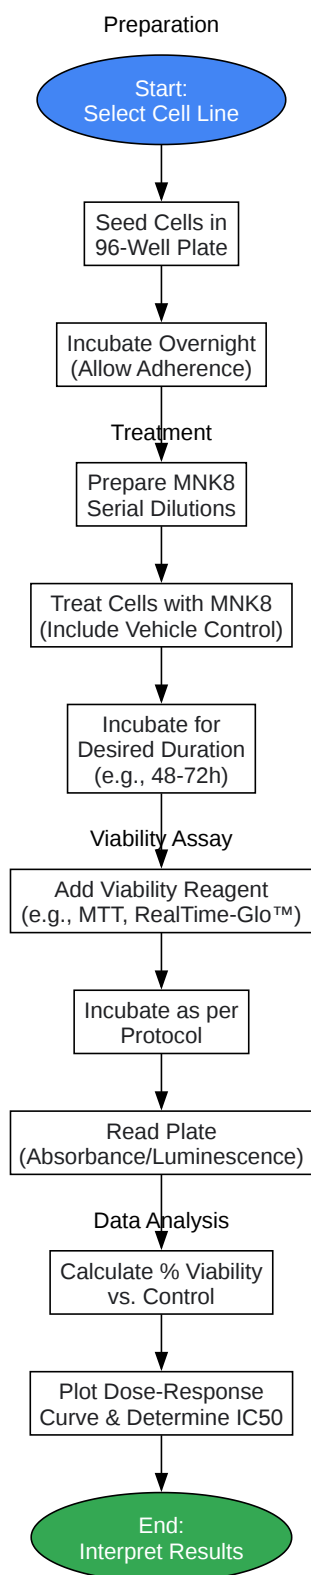 Preparation
Start:
Select Cell Line
Seed Cells in
96-Well Plate
Incubate Overnight
(Allow Adherence)
Treatment
Prepare MNK8
Serial Dilutions
Treat Cells with MNK8
(Include Vehicle Control)
Incubate for
Desired Duration
(e.g., 48-72h)
Viability Assay
Add Viability Reagent
(e.g., MTT, RealTime-Glo™)
Incubate as per
Protocol
Read Plate
(Absorbance/Luminescence)
Data Analysis
Calculate % Viability
vs. Control
Plot Dose-Response
Curve & Determine IC50
End:
Interpret Results